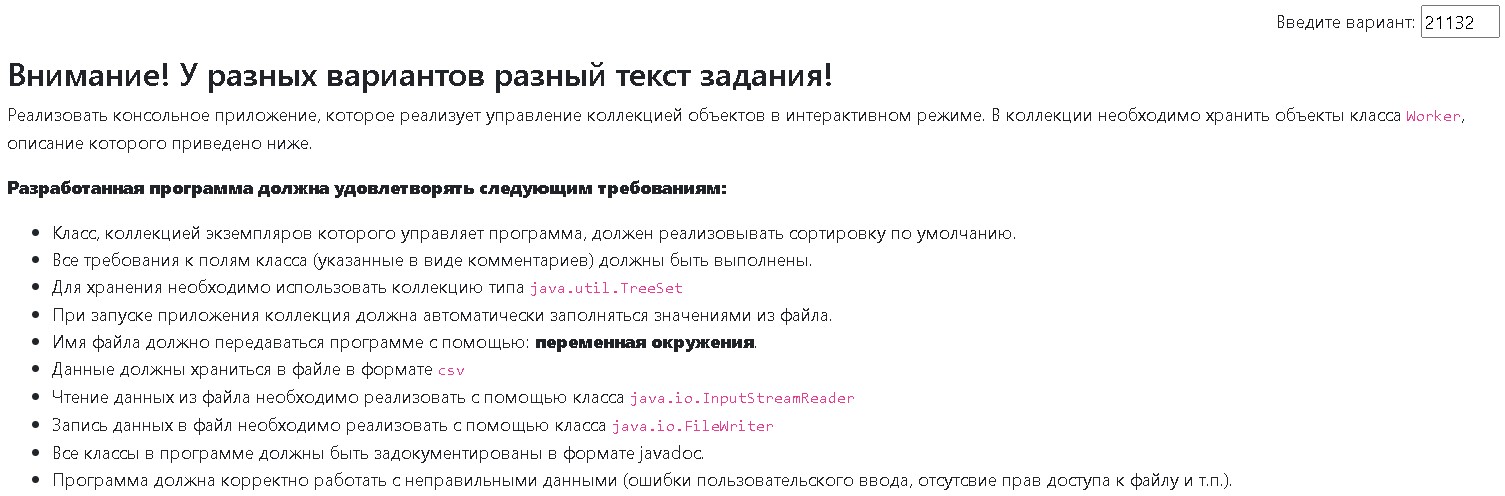 Введите вариант: 21132
Внимание! У разных вариантов разный текст задания!
Реализовать консольное приложение, которое реализует управление коллекцией объектов в интерактивном режиме. В коллекции необходимо хранить объекты класса Worker,
описание которого приведено ниже.
Разработанная программа должна удовлетворять следующим требованиям:
• Класс, коллекцией экземпляров которого управляет программа, должен реализовывать сортировку по умолчанию.
• Все требования к полям класса (указанные в виде комментариев) должны быть выполнены.
• Для хранения необходимо использовать коллекцию типа java.util.TreeSet
• При запуске приложения коллекция должна автоматически заполняться значениями из файла.
• Имя файла должно передаваться программе с помощью: переменная окружения.
• Данные должны храниться в файле в формате csv
• Чтение данных из файла необходимо реализовать с помощью класса java.io.InputStreamReader
• Запись данных в файл необходимо реализовать с помощью класса java.io.FileWriter
• Все классы в программе должны быть задокументированы в формате javadoc.
• Программа должна корректно работать с неправильными данными (ошибки пользовательского ввода, отсутсвие прав доступа к файлу и т.п.).